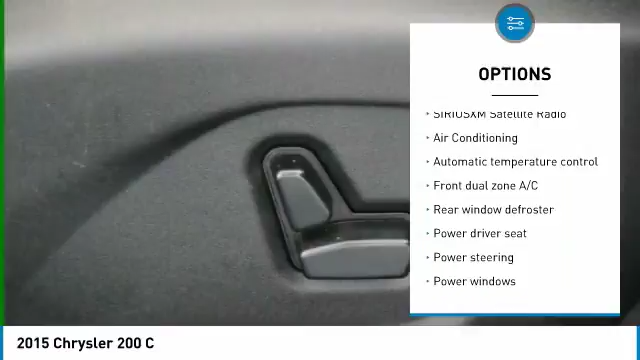 OPTIONS
• SIRIUSXM Satellite Radio
• Air Conditioning
• Automatic temperature control
• Front dual zone A/C
• Rear window defroster
• Power driver seat
• Power steering
• Power windows
2015 Chrysler 200 C